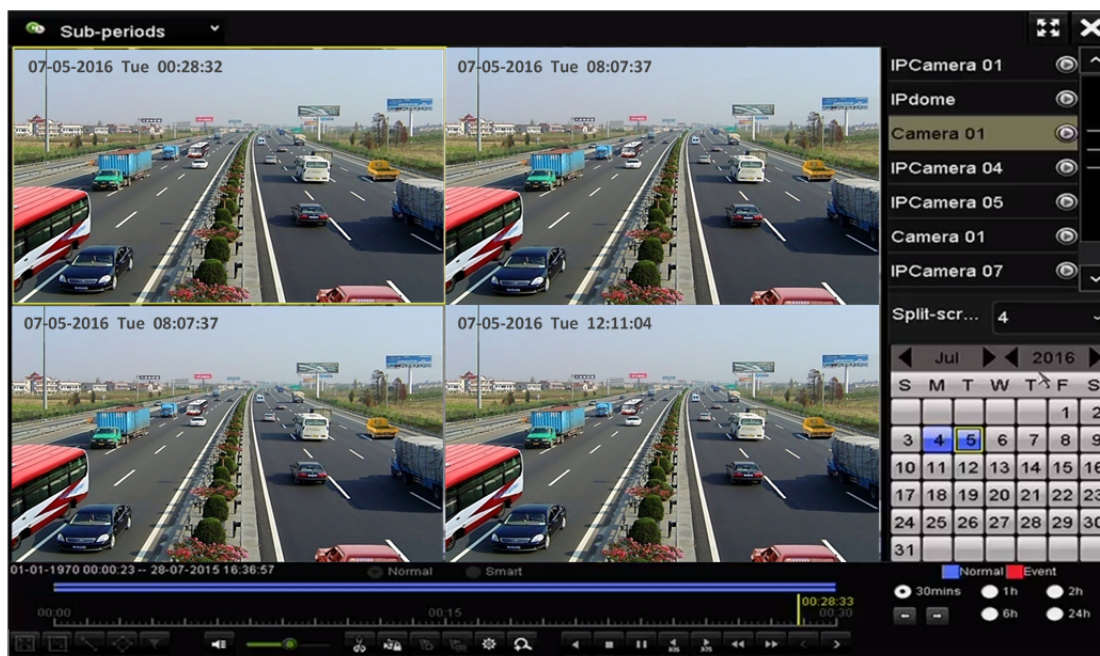 Sub-periods
07-05-2016 Tue 00:28:32
07-05-2016 Tue 08:07:37
07-05-2016 Tue 08:07:37
07-05-2016 Tue 12:11:04
IPCamera 01
IPdome
Camera 01
IPCamera 04
IPCamera 05
Camera 01
IPCamera 07
Split-scr... 4
Jul 2016
S M T W T F S
1 2
3 4 5 6 7 8 9
10 11 12 13 14 15 16
17 18 19 20 21 22 23
24 25 26 27 28 29 30
31
Normal Event
30mins 1h 2h
6h 24h
01-01-1970 00:00:23 -- 28-07-2015 16:36:57
Normal Smart
00:28:33
00:00 00:15 00:30
30S 30S